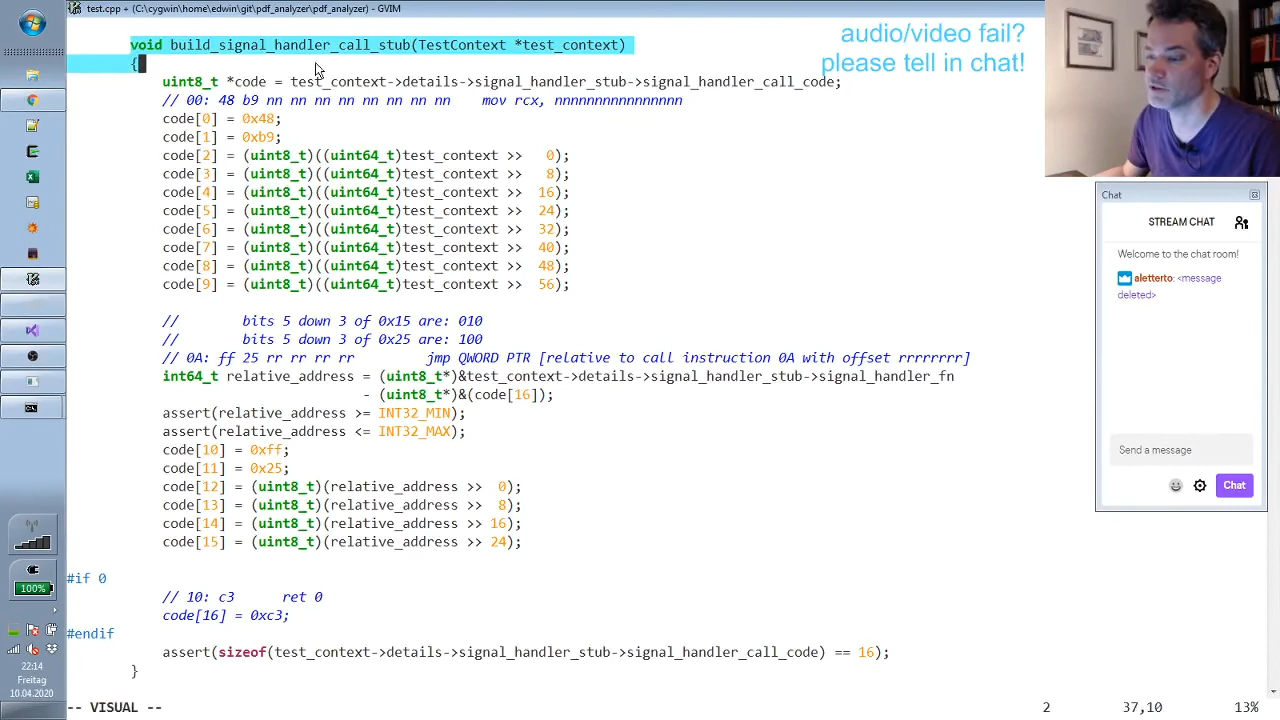 test.cpp + (C:\cygwin\home\edwin\git\pdf_analyzer\pdf_analyzer) - GVIM
audio/video fail?
please tell in chat!
void build_signal_handler_call_stub(TestContext *test_context)
{
uint8_t *code = test_context->details->signal_handler_stub->signal_handler_call_code;
// 00: 48 b9 nn nn nn nn nn nn nn nn    mov rcx, nnnnnnnnnnnnnnnn
code[0] = 0x48;
code[1] = 0xb9;
code[2] = (uint8_t)((uint64_t)test_context >>   0);
code[3] = (uint8_t)((uint64_t)test_context >>   8);
code[4] = (uint8_t)((uint64_t)test_context >>  16);
code[5] = (uint8_t)((uint64_t)test_context >>  24);
code[6] = (uint8_t)((uint64_t)test_context >>  32);
code[7] = (uint8_t)((uint64_t)test_context >>  40);
code[8] = (uint8_t)((uint64_t)test_context >>  48);
code[9] = (uint8_t)((uint64_t)test_context >>  56);
//        bits 5 down 3 of 0x15 are: 010
//        bits 5 down 3 of 0x25 are: 100
// 0A: ff 25 rr rr rr rr         jmp QWORD PTR [relative to call instruction 0A with offset rrrrrrrr]
int64_t relative_address = (uint8_t*)&test_context->details->signal_handler_stub->signal_handler_fn
- (uint8_t*)&(code[16]);
assert(relative_address >= INT32_MIN);
assert(relative_address <= INT32_MAX);
code[10] = 0xff;
code[11] = 0x25;
code[12] = (uint8_t)(relative_address >>  0);
code[13] = (uint8_t)(relative_address >>  8);
code[14] = (uint8_t)(relative_address >> 16);
code[15] = (uint8_t)(relative_address >> 24);
#if 0
// 10: c3      ret 0
code[16] = 0xc3;
#endif
assert(sizeof(test_context->details->signal_handler_stub->signal_handler_call_code) == 16);
}
-- VISUAL --
2
37,10
13%
Chat
STREAM CHAT
Welcome to the chat room!
aletterto: <message
deleted>
Send a message
Chat
100%
22:14
Freitag
10.04.2020